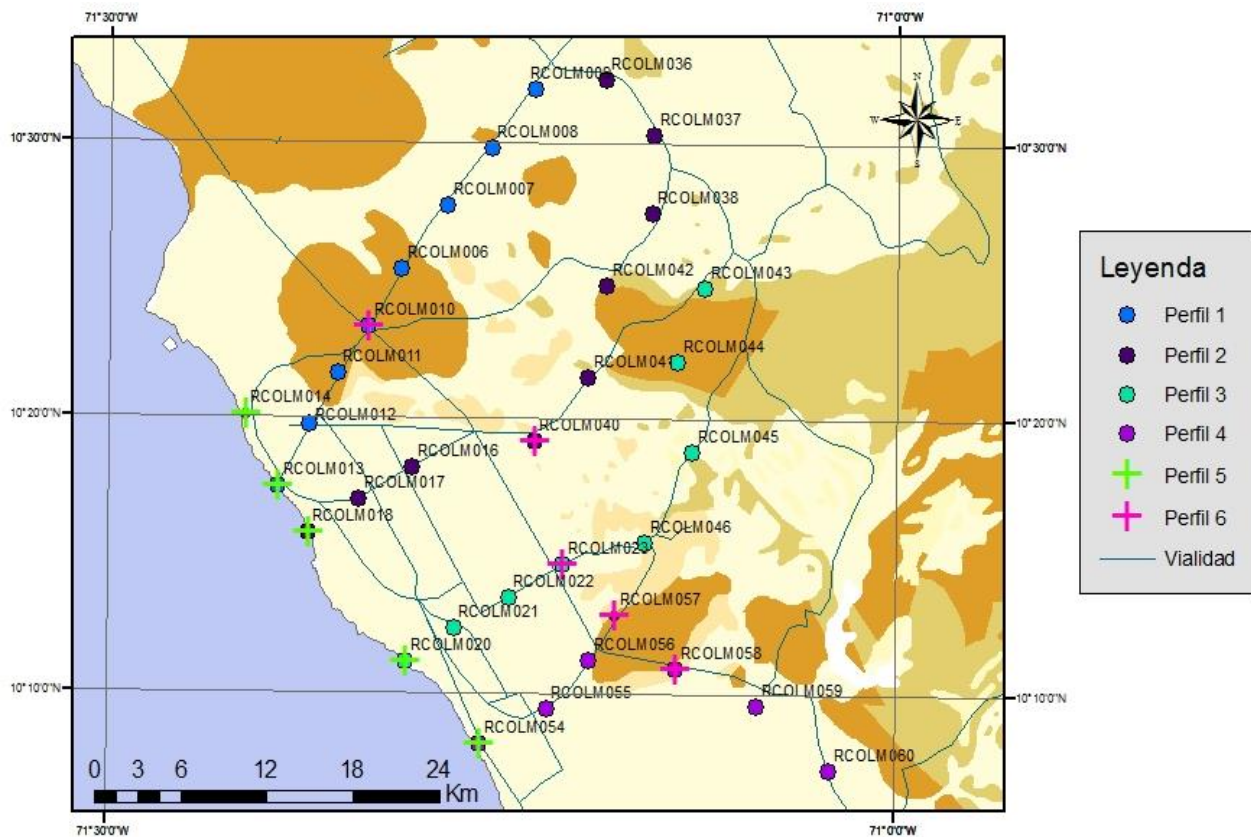 71°30'0"W
71°0'0"W
N
W
E
S
10°30'0"N
10°30'0"N
10°20'0"N
10°20'0"N
10°10'0"N
10°10'0"N
RCOLM009
RCOLM036
RCOLM008
RCOLM037
RCOLM007
RCOLM038
RCOLM006
RCOLM042
RCOLM043
RCOLM010
RCOLM011
RCOLM041
RCOLM044
RCOLM014
RCOLM012
RCOLM040
RCOLM045
RCOLM016
RCOLM013
RCOLM017
RCOLM018
RCOLM023
RCOLM046
RCOLM022
RCOLM021
RCOLM057
RCOLM020
RCOLM056
RCOLM058
RCOLM055
RCOLM059
RCOLM054
RCOLM060
0 3 6 12 18 24
Km
71°30'0"W
71°0'0"W
Leyenda
Perfil 1
Perfil 2
Perfil 3
Perfil 4
Perfil 5
Perfil 6
Vialidad